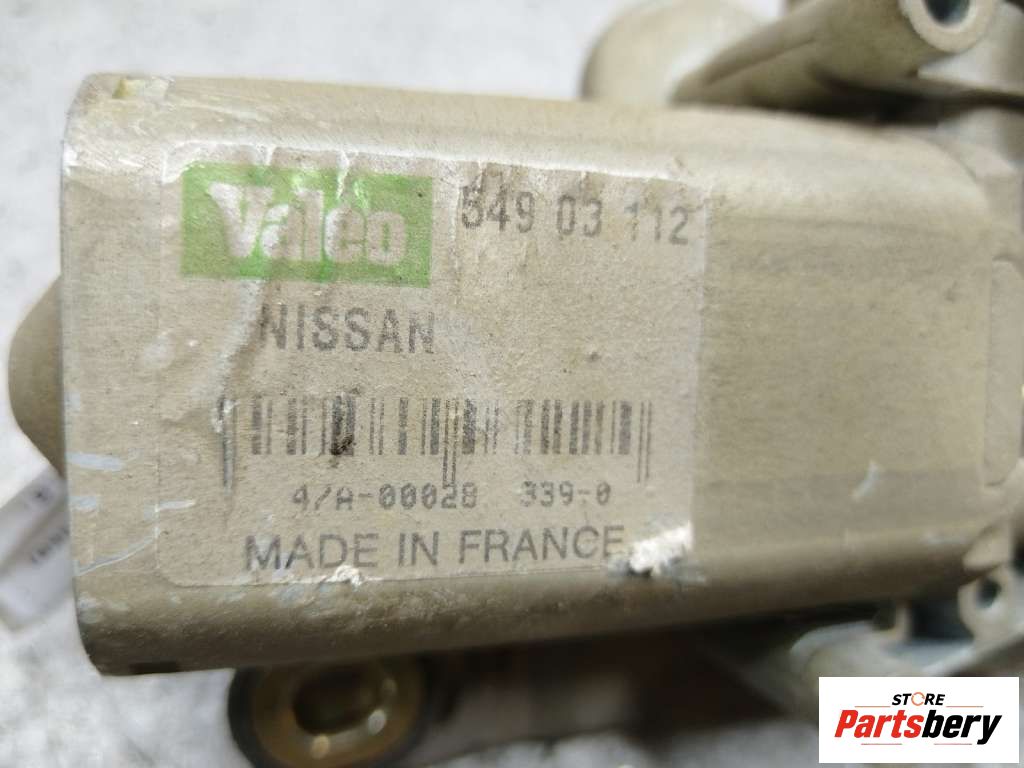 Valeo 549 03 112
NISSAN
4/A-00028 339-0
MADE IN FRANCE
STORE
Partsbery